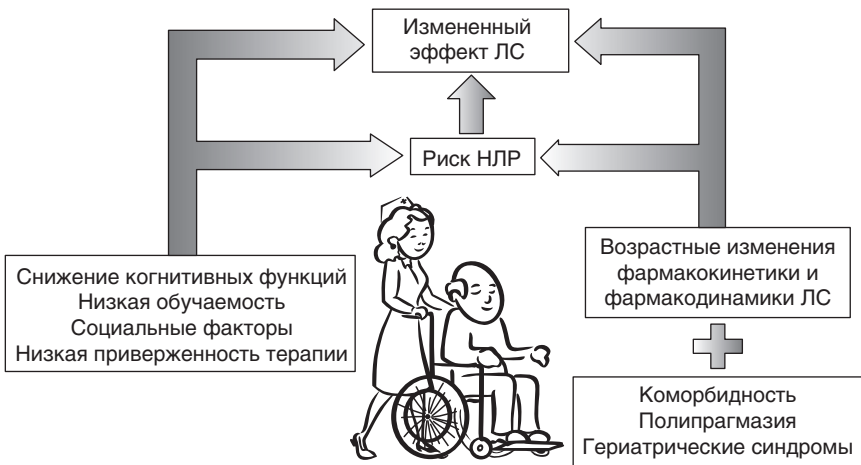 Измененный
эффект ЛС
Риск НЛР
Снижение когнитивных функций
Низкая обучаемость
Социальные факторы
Низкая приверженность терапии
Возрастные изменения
фармакокинетики и
фармакодинамики ЛС
Коморбидность
Полипрагмазия
Гериатрические синдромы